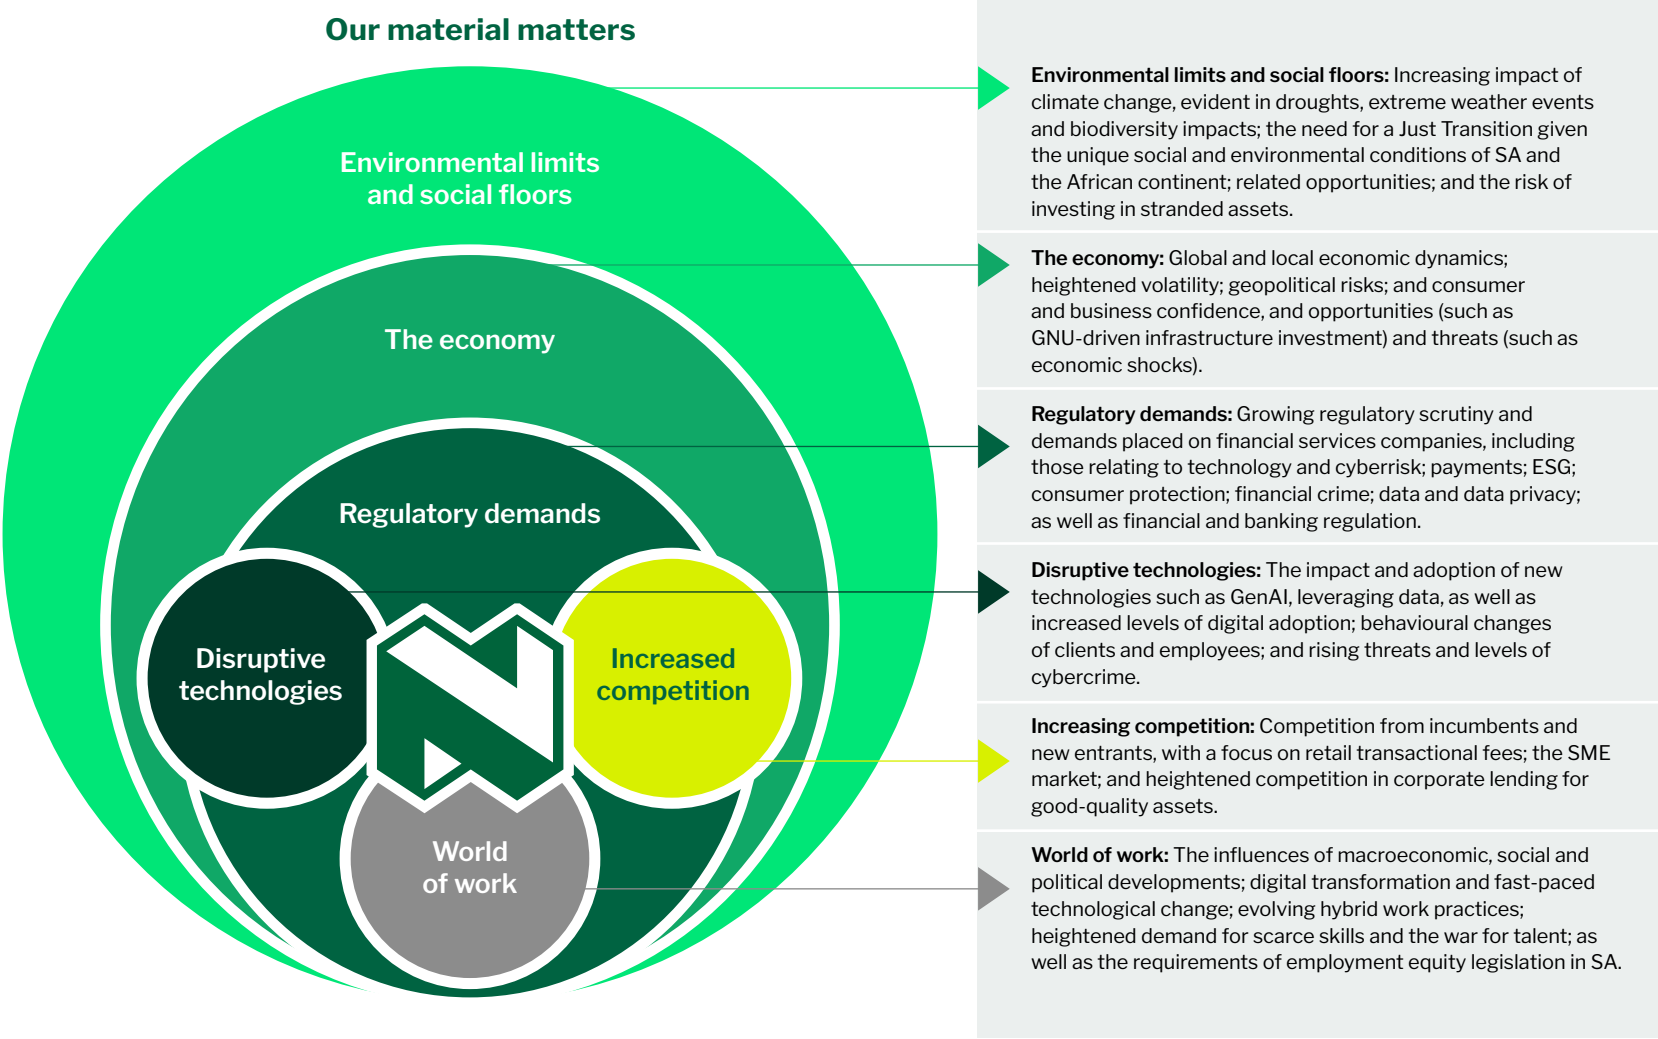 Our material matters
Environmental limits
and social floors
The economy
Regulatory demands
Disruptive
technologies
Increased
competition
World
of work
Environmental limits and social floors: Increasing impact of
climate change, evident in droughts, extreme weather events
and biodiversity impacts; the need for a Just Transition given
the unique social and environmental conditions of SA and
the African continent; related opportunities; and the risk of
investing in stranded assets.
The economy: Global and local economic dynamics;
heightened volatility; geopolitical risks; and consumer
and business confidence, and opportunities (such as
GNU-driven infrastructure investment) and threats (such as
economic shocks).
Regulatory demands: Growing regulatory scrutiny and
demands placed on financial services companies, including
those relating to technology and cyberrisk; payments; ESG;
consumer protection; financial crime; data and data privacy;
as well as financial and banking regulation.
Disruptive technologies: The impact and adoption of new
technologies such as GenAI, leveraging data, as well as
increased levels of digital adoption; behavioural changes
of clients and employees; and rising threats and levels of
cybercrime.
Increasing competition: Competition from incumbents and
new entrants, with a focus on retail transactional fees; the SME
market; and heightened competition in corporate lending for
good-quality assets.
World of work: The influences of macroeconomic, social and
political developments; digital transformation and fast-paced
technological change; evolving hybrid work practices;
heightened demand for scarce skills and the war for talent; as
well as the requirements of employment equity legislation in SA.